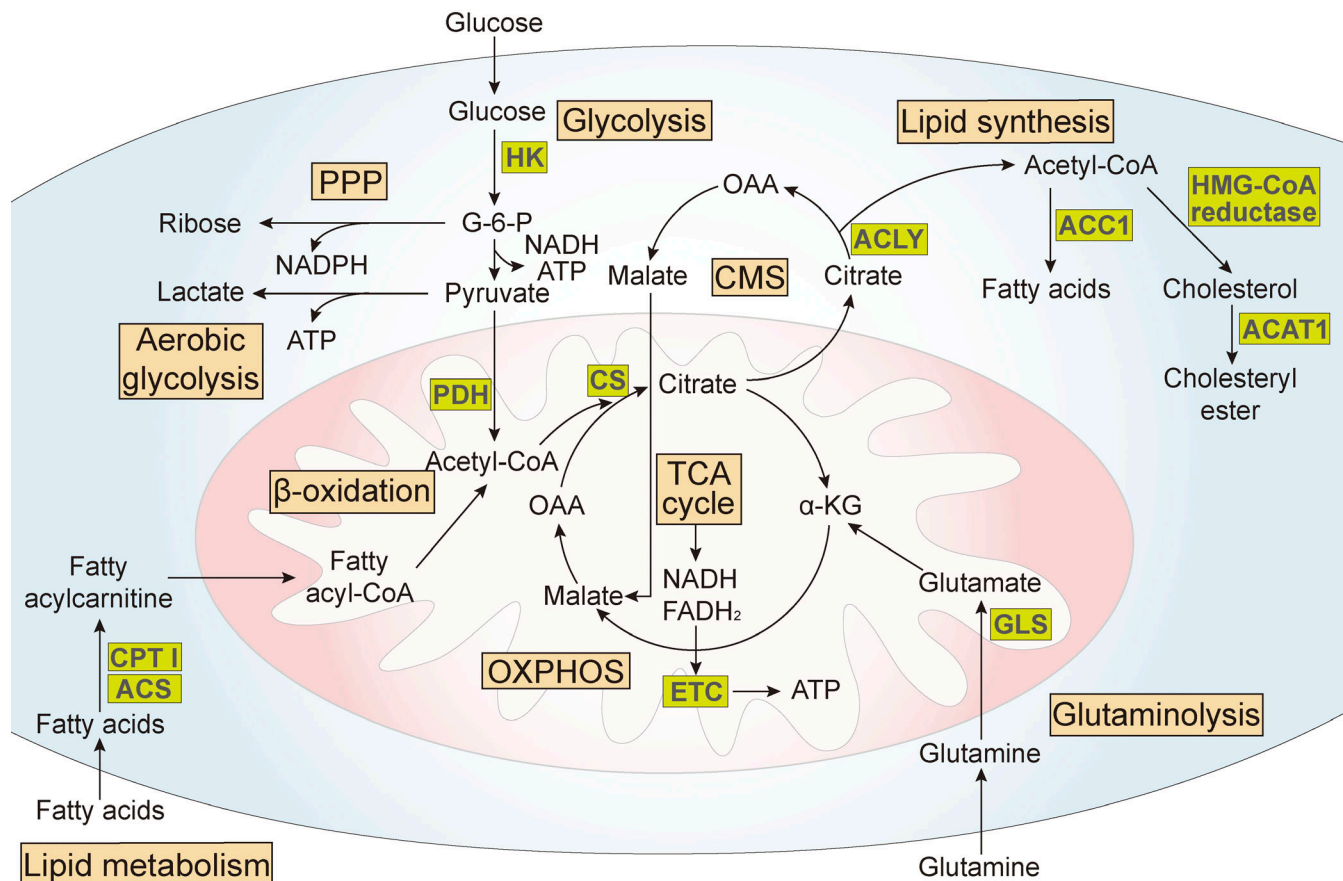 Glucose
Glucose
Glycolysis
HK
PPP
Ribose
G-6-P
NADPH
NADH
ATP
Lactate
Pyruvate
ATP
Aerobic
glycolysis
Lipid synthesis
Acetyl-CoA
HMG-CoA
reductase
ACC1
Fatty acids
Cholesterol
ACAT1
Cholesteryl
ester
OAA
ACLY
Malate
CMS
Citrate
PDH
CS
Citrate
Acetyl-CoA
β-oxidation
OAA
TCA
cycle
α-KG
Fatty
acylcarnitine
Fatty
acyl-CoA
Malate
NADH
FADH₂
Glutamate
GLS
CPT I
ACS
OXPHOS
ETC
ATP
Fatty acids
Glutaminolysis
Glutamine
Fatty acids
Lipid metabolism
Glutamine